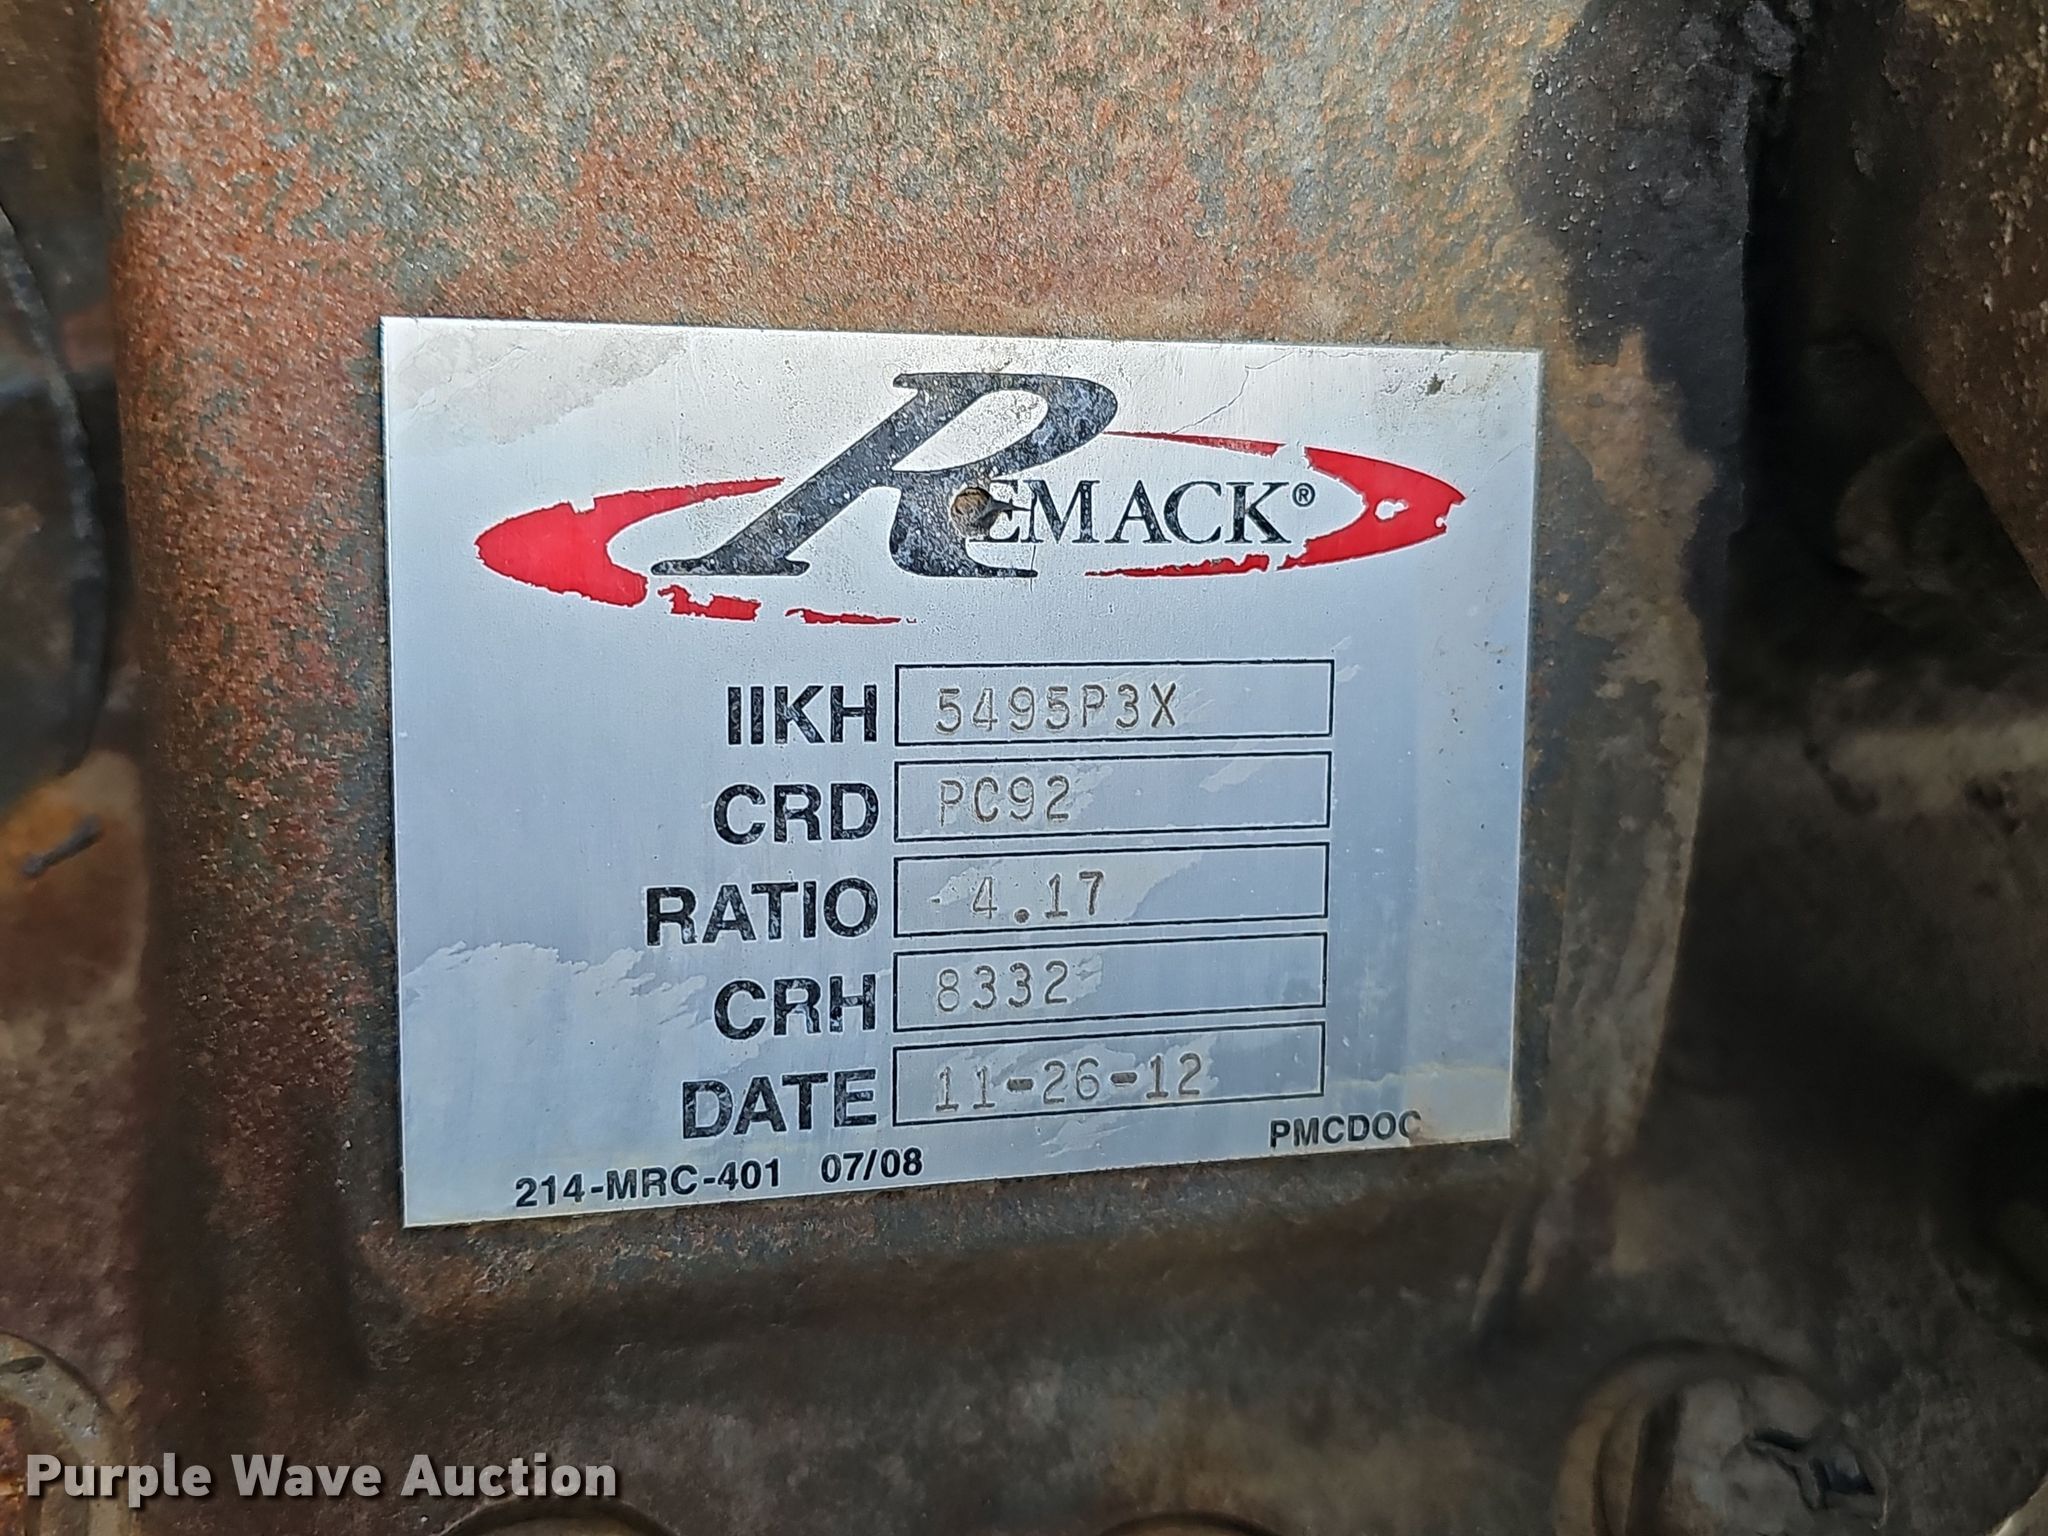 REMACK®
IIKH 5495P3X
CRD PC92
RATIO 4.17
CRH 8332
DATE 11-26-12
214-MRC-401 07/08 PMCDOC
Purple Wave Auction